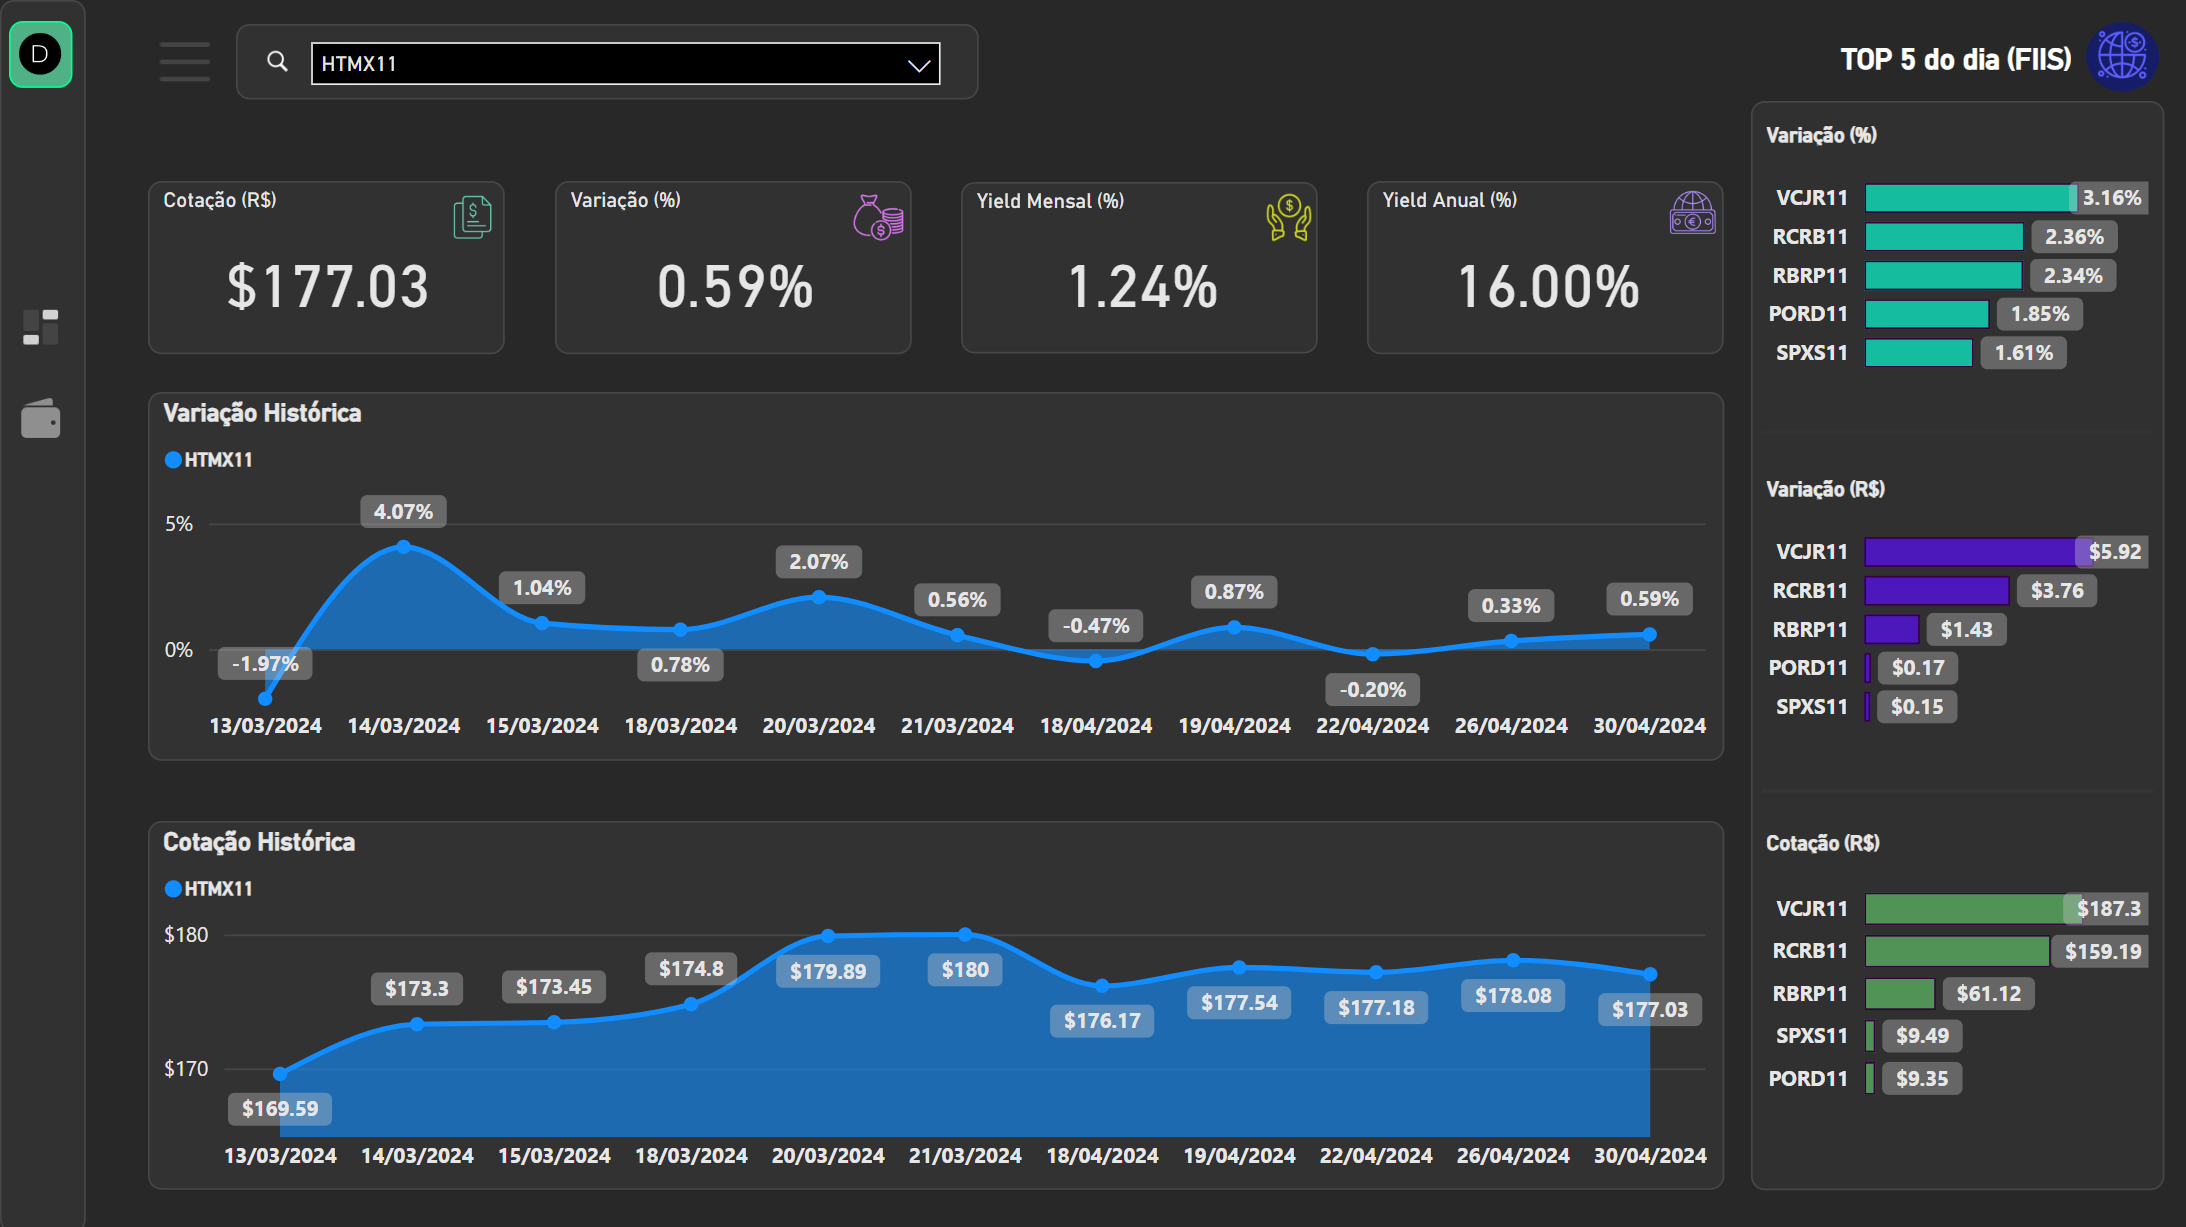 D
HTMX11
TOP 5 do dia (FIIS)
Cotação (R$)
$177.03
Variação (%)
0.59%
Yield Mensal (%)
1.24%
Yield Anual (%)
16.00%
Variação Histórica
HTMX11
5%
0%
-1.97%
4.07%
1.04%
0.78%
2.07%
0.56%
-0.47%
0.87%
-0.20%
0.33%
0.59%
13/03/2024 14/03/2024 15/03/2024 18/03/2024 20/03/2024 21/03/2024 18/04/2024 19/04/2024 22/04/2024 26/04/2024 30/04/2024
Cotação Histórica
HTMX11
$180
$170
$169.59
$173.3
$173.45
$174.8
$179.89
$180
$176.17
$177.54
$177.18
$178.08
$177.03
13/03/2024 14/03/2024 15/03/2024 18/03/2024 20/03/2024 21/03/2024 18/04/2024 19/04/2024 22/04/2024 26/04/2024 30/04/2024
Variação (%)
VCJR11 3.16%
RCRB11 2.36%
RBRP11 2.34%
PORD11 1.85%
SPXS11 1.61%
Variação (R$)
VCJR11 $5.92
RCRB11 $3.76
RBRP11 $1.43
PORD11 $0.17
SPXS11 $0.15
Cotação (R$)
VCJR11 $187.3
RCRB11 $159.19
RBRP11 $61.12
SPXS11 $9.49
PORD11 $9.35